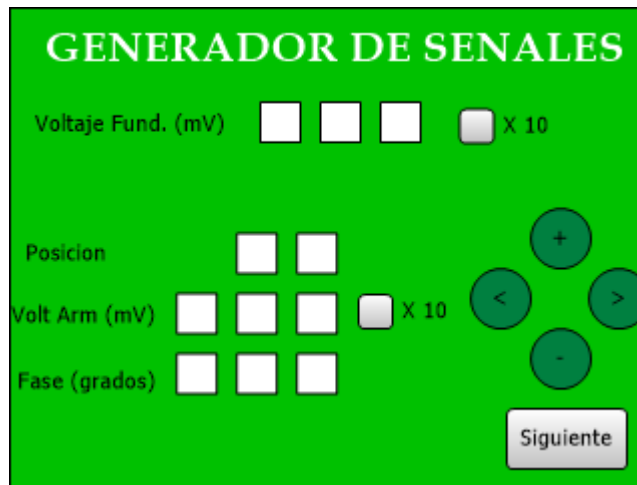 GENERADOR DE SENALES
Voltaje Fund. (mV) X 10
+
Posicion
< >
Volt Arm (mV) X 10
-
Fase (grados)
Siguiente